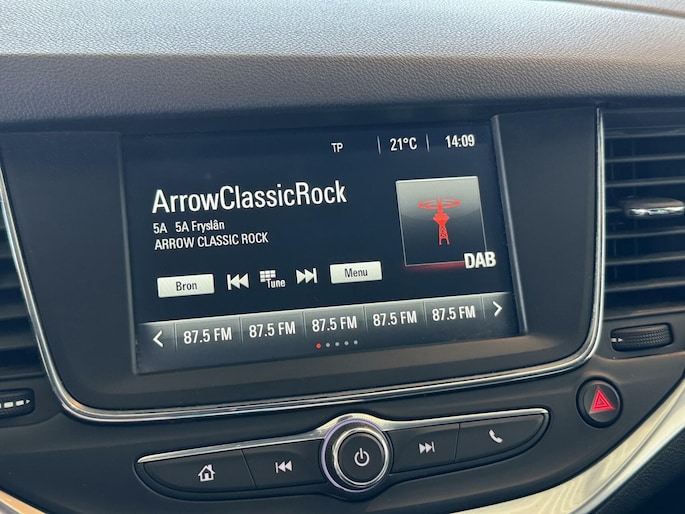 TP 21°C 14:09
ArrowClassicRock
5A 5A Fryslân
ARROW CLASSIC ROCK
DAB
Bron Tune Menu
87.5 FM 87.5 FM 87.5 FM 87.5 FM 87.5 FM